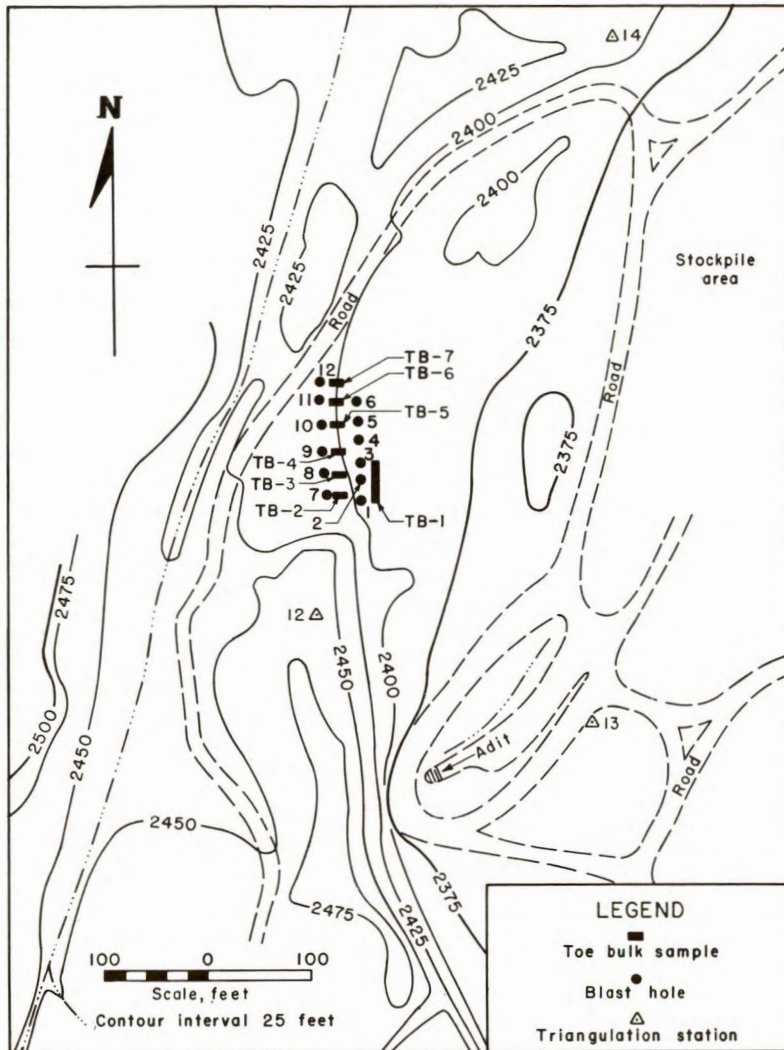 14
2425
2400
N
2400
Stockpile
area
2425
2425
Road
2375
Road
TB-7
TB-6
TB-5
12
11
6
10
5
4
9
3
TB-4
8
TB-3
7
TB-2
2
1
TB-1
2375
2475
2450
2500
12
2450
2400
13
Adit
Road
2450
2475
2425
2375
100 0 100
Scale, feet
Contour interval 25 feet
LEGEND
Toe bulk sample
Blast hole
Triangulation station